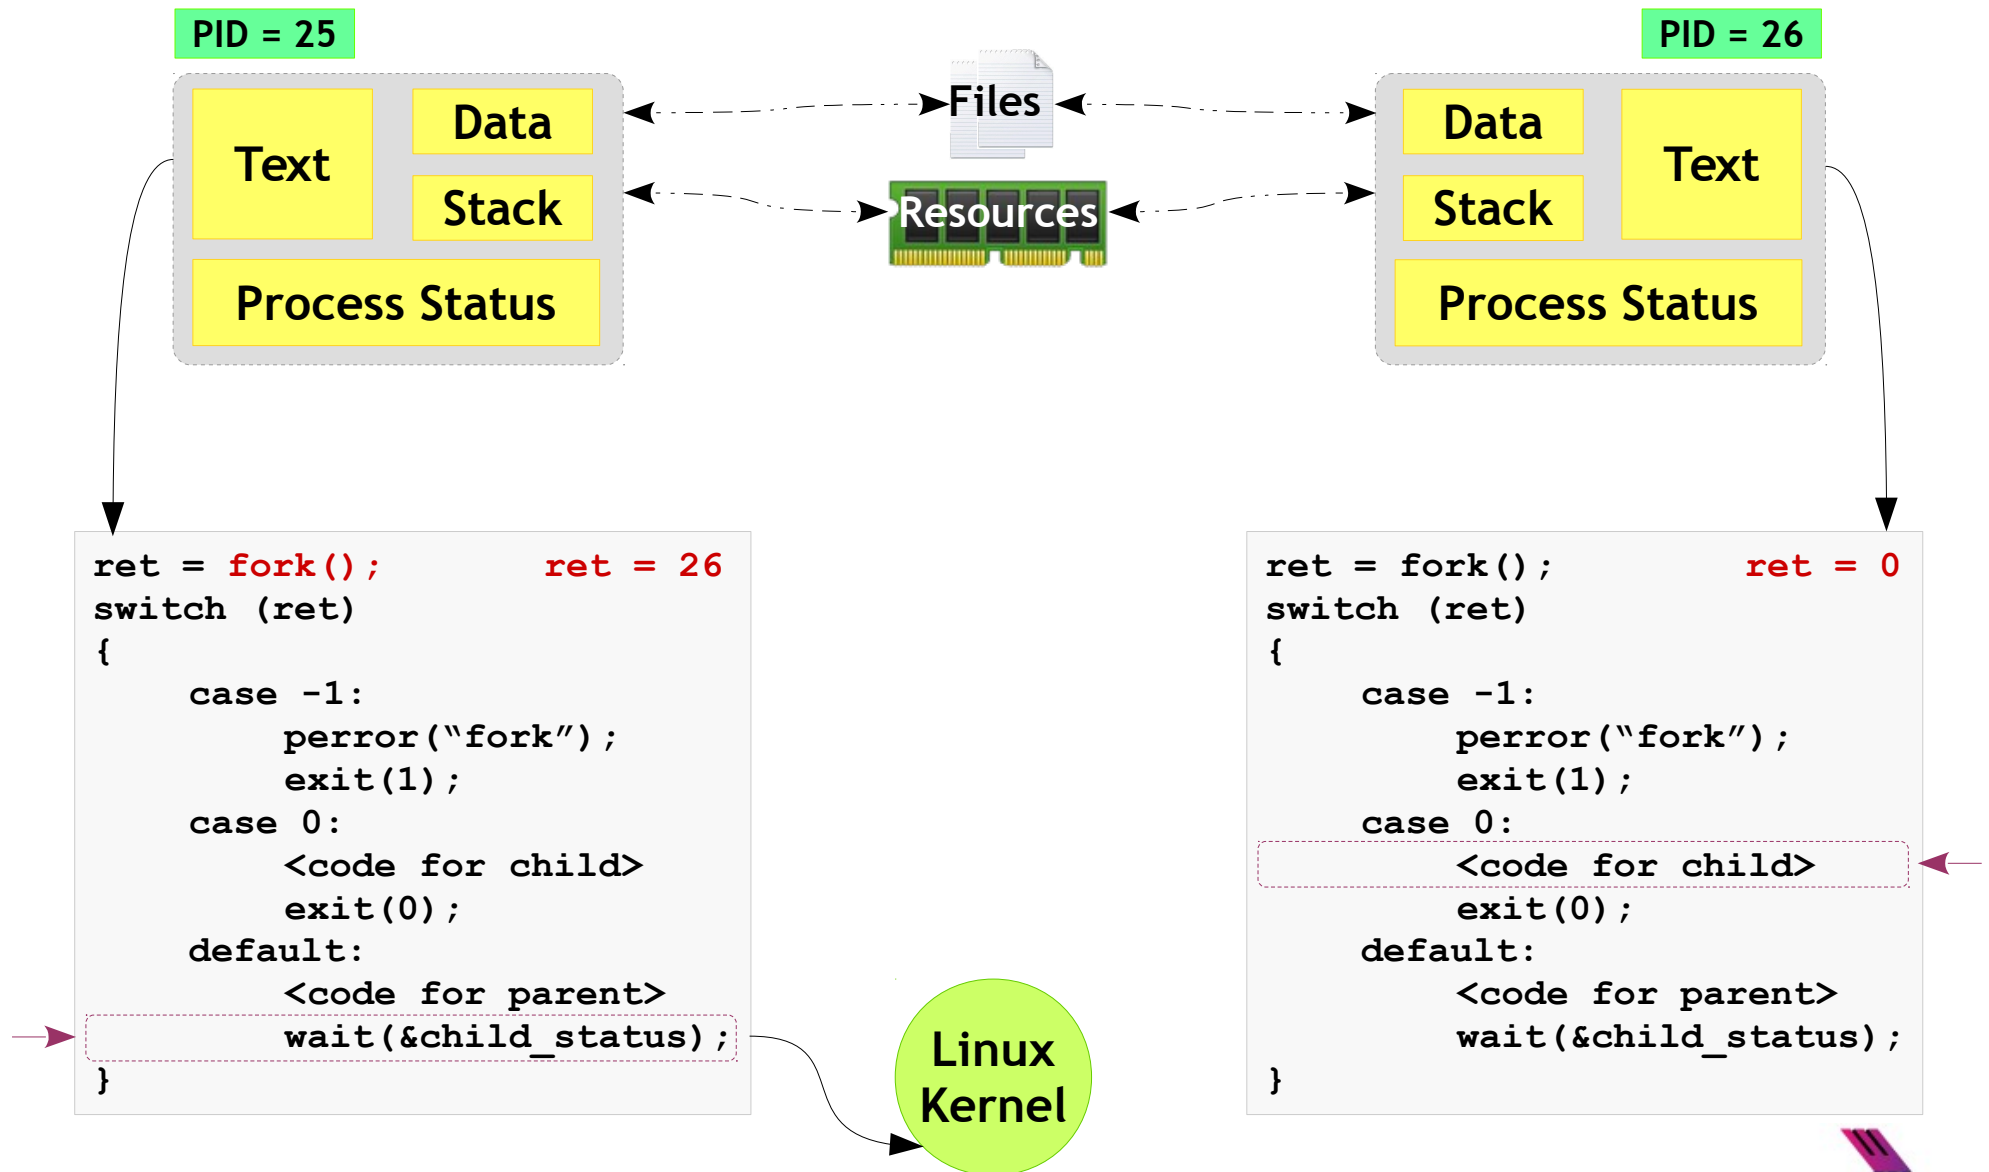 PID = 25
Text
Data
Stack
Process Status
Files
Resources
PID = 26
Data
Stack
Text
Process Status
ret = fork(); ret = 26
switch (ret)
{
case -1:
perror(“fork”);
exit(1);
case 0:
<code for child>
exit(0);
default:
<code for parent>
wait(&child_status);
}
Linux
Kernel
ret = fork(); ret = 0
switch (ret)
{
case -1:
perror(“fork”);
exit(1);
case 0:
<code for child>
exit(0);
default:
<code for parent>
wait(&child_status);
}